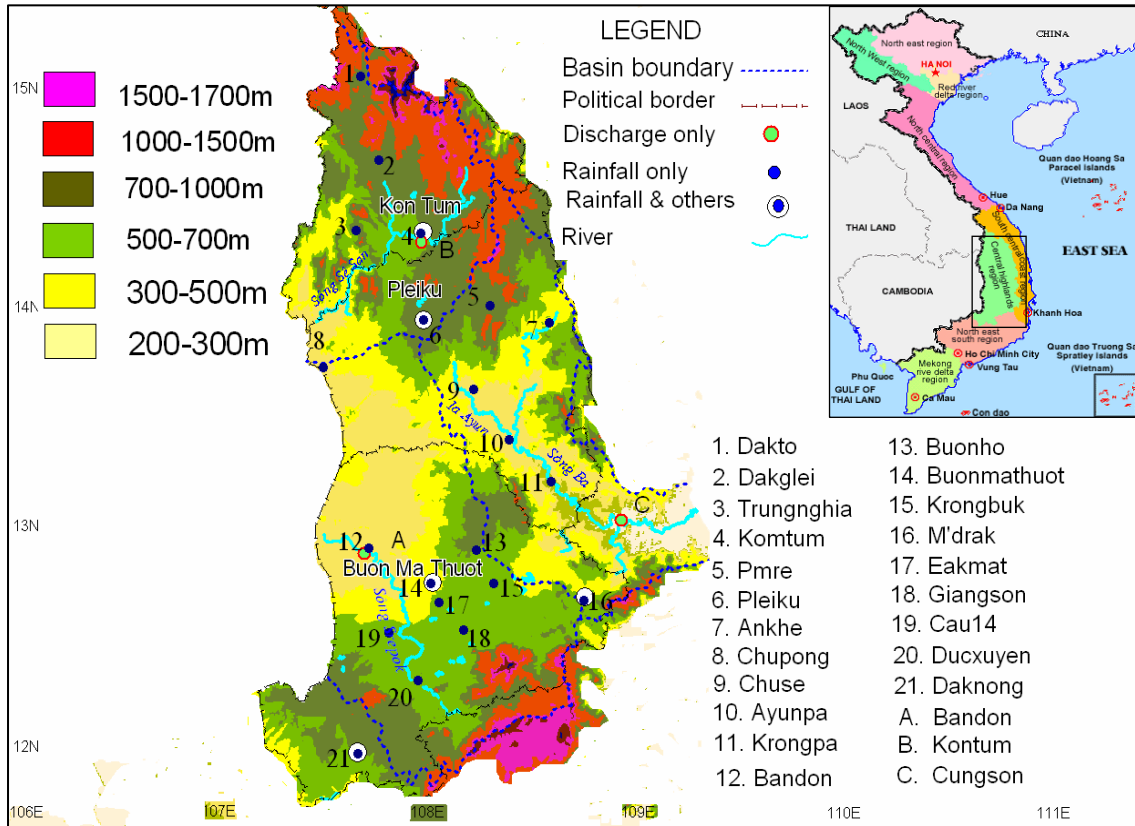 LEGEND
Basin boundary
Political border
Discharge only
Rainfall only
Rainfall & others
River
1500-1700m
1000-1500m
700-1000m
500-700m
300-500m
200-300m
15N
14N
13N
12N
106E
107E
108E
109E
110E
111E
1
2
Kon Tum
3
4
B
Song Se San
Pleiku
5
6
7
8
9
Ia Ayun
10
Song Ba
11
C
12
A
13
Buon Ma Thuot
14
15
16
17
18
19
20
21
1. Dakto
2. Dakglei
3. Trungnghia
4. Komtum
5. Pmre
6. Pleiku
7. Ankhe
8. Chupong
9. Chuse
10. Ayunpa
11. Krongpa
12. Bandon
13. Buonho
14. Buonmathuot
15. Krongbuk
16. M'drak
17. Eakmat
18. Giangson
19. Cau14
20. Ducxuyen
21. Daknong
A. Bandon
B. Kontum
C. Cungson
CHINA
North east region
North West region
HA NOI
Red river
delta region
LAOS
North central region
Quan dao Hoang Sa
Paracel islands
(Vietnam)
Hue
Da Nang
THAI LAND
South central coast region
EAST SEA
Central highlands
region
CAMBODIA
Khanh Hoa
North east
south region
Quan dao Truong Sa
Spratley Islands
(Vietnam)
Ho Chi Minh City
Vung Tau
Mekong
rive delta
region
Phu Quoc
GULF OF
THAI LAND
Ca Mau
Con dao